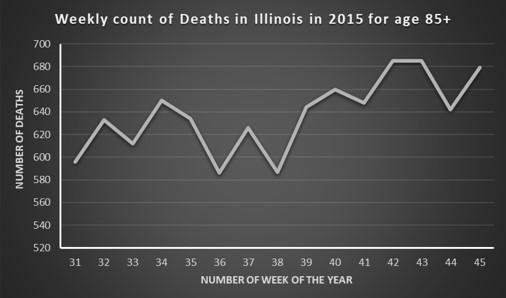 Weekly count of Deaths in Illinois in 2015 for age 85+
NUMBER OF DEATHS
700
680
660
640
620
600
580
560
540
520
31 32 33 34 35 36 37 38 39 40 41 42 43 44 45
NUMBER OF WEEK OF THE YEAR